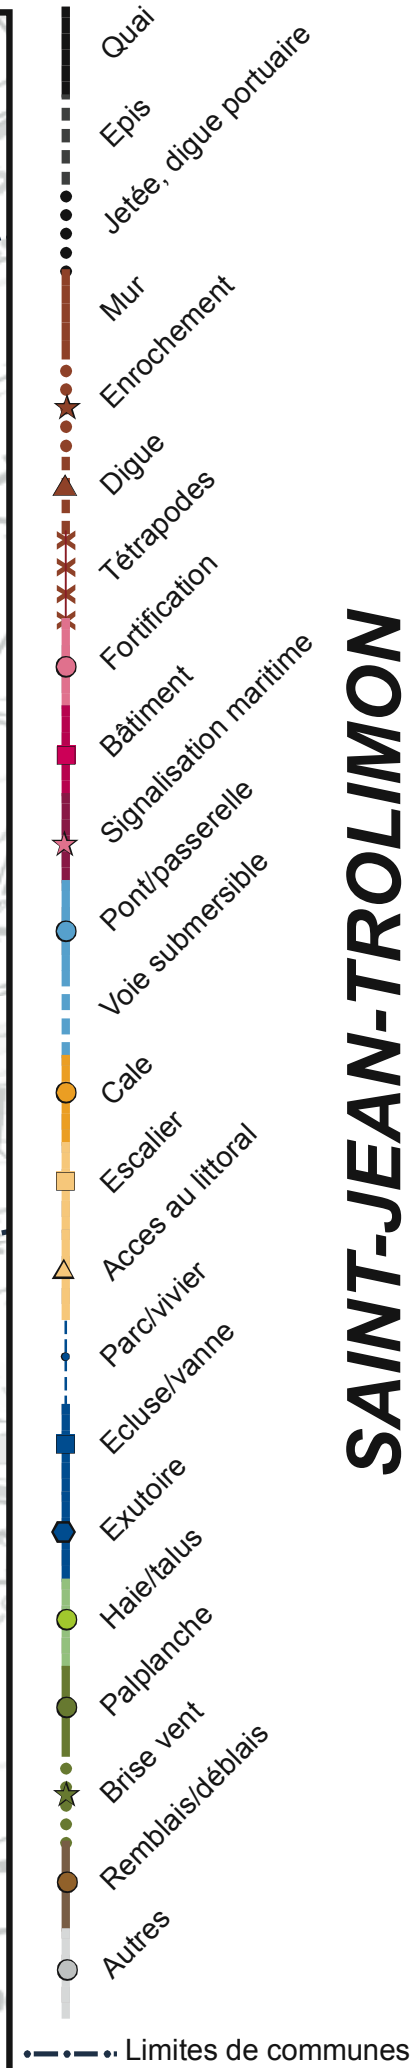 Quai
Epis
Jetée, digue portuaire
Mur
Enrochement
Digue
Tétrapodes
Fortification
Bâtiment
Signalisation maritime
Pont/passerelle
Voie submersible
Cale
Escalier
Acces au littoral
Parc/vivier
Ecluse/vanne
Exutoire
Haie/talus
Palplanche
Brise vent
Remblais/déblais
Autres
Limites de communes
SAINT-JEAN-TROLIMON